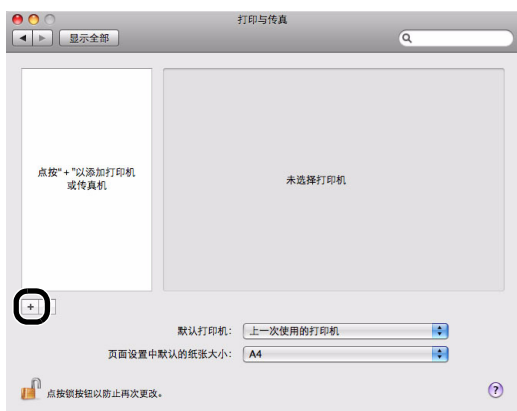 打印与传真
显示全部
点按“+”以添加打印机
或传真机
未选择打印机
+
默认打印机：
上一次使用的打印机
页面设置中默认的纸张大小：
A4
点按锁按钮以防止再次更改。
?